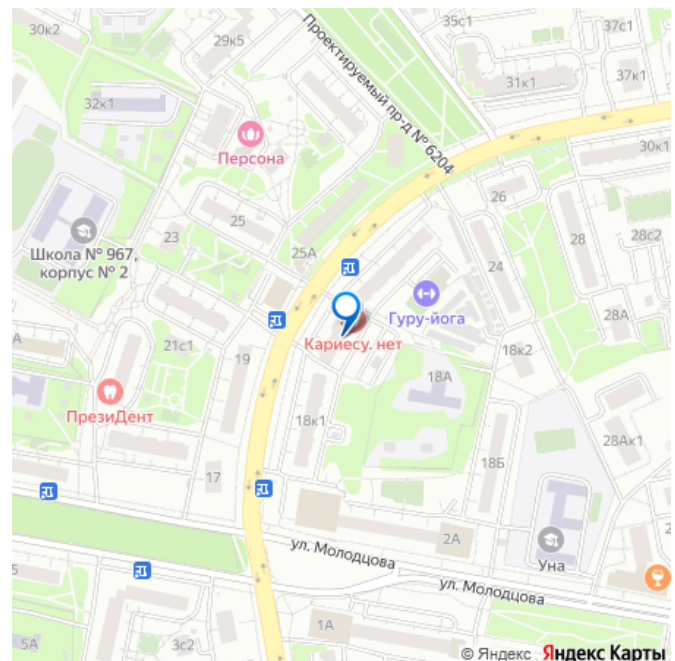 30к2
29к5
35с1
37с1
Проектируемый пр-д № 6204
31к1
37к1
32к1
Персона
30к1
26
25
23
28
28с2
Школа № 967,
корпус № 2
25А
24
Гуру-йога
28А
Кариесу. нет
А
21с1
19
18к2
18А
ПрезиДент
18к1
28Ак1
17
18Б
2А
ул. Молодцова
Уна
ул. Молодцова
5
1А
5А
3с2
© Яндекс Яндекс Карты